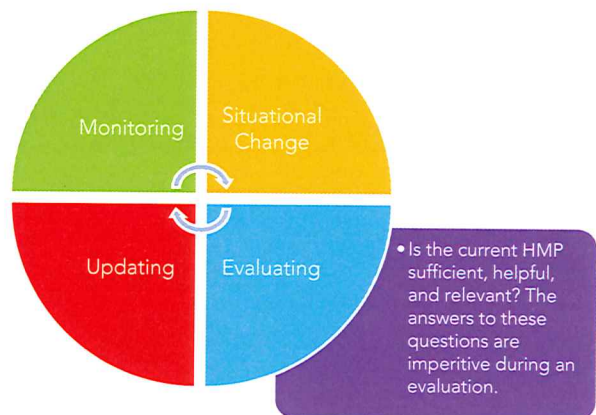 Monitoring
Situational
Change
Updating
Evaluating
• Is the current HMP
sufficient, helpful,
and relevant? The
answers to these
questions are
imperitive during an
evaluation.